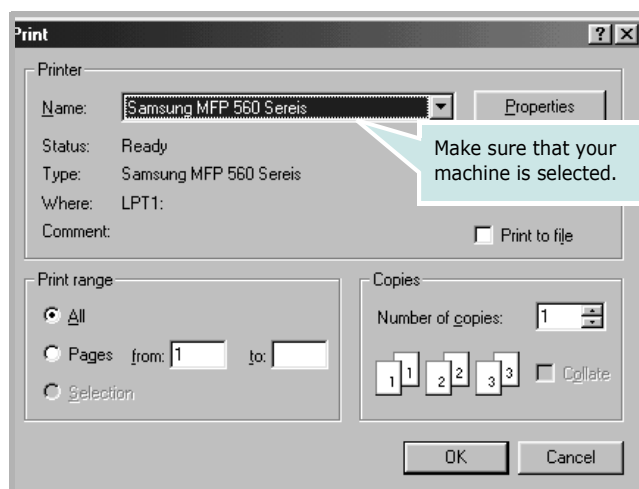 Print
Printer
Name: Samsung MFP 560 Sereis Properties
Make sure that your
machine is selected.
Status: Ready
Type: Samsung MFP 560 Sereis
Where: LPT1:
Comment: Print to file
Print range
All
Pages from: 1 to:
Selection
Copies
Number of copies: 1
1 1 2 2 3 3 Collate
OK Cancel